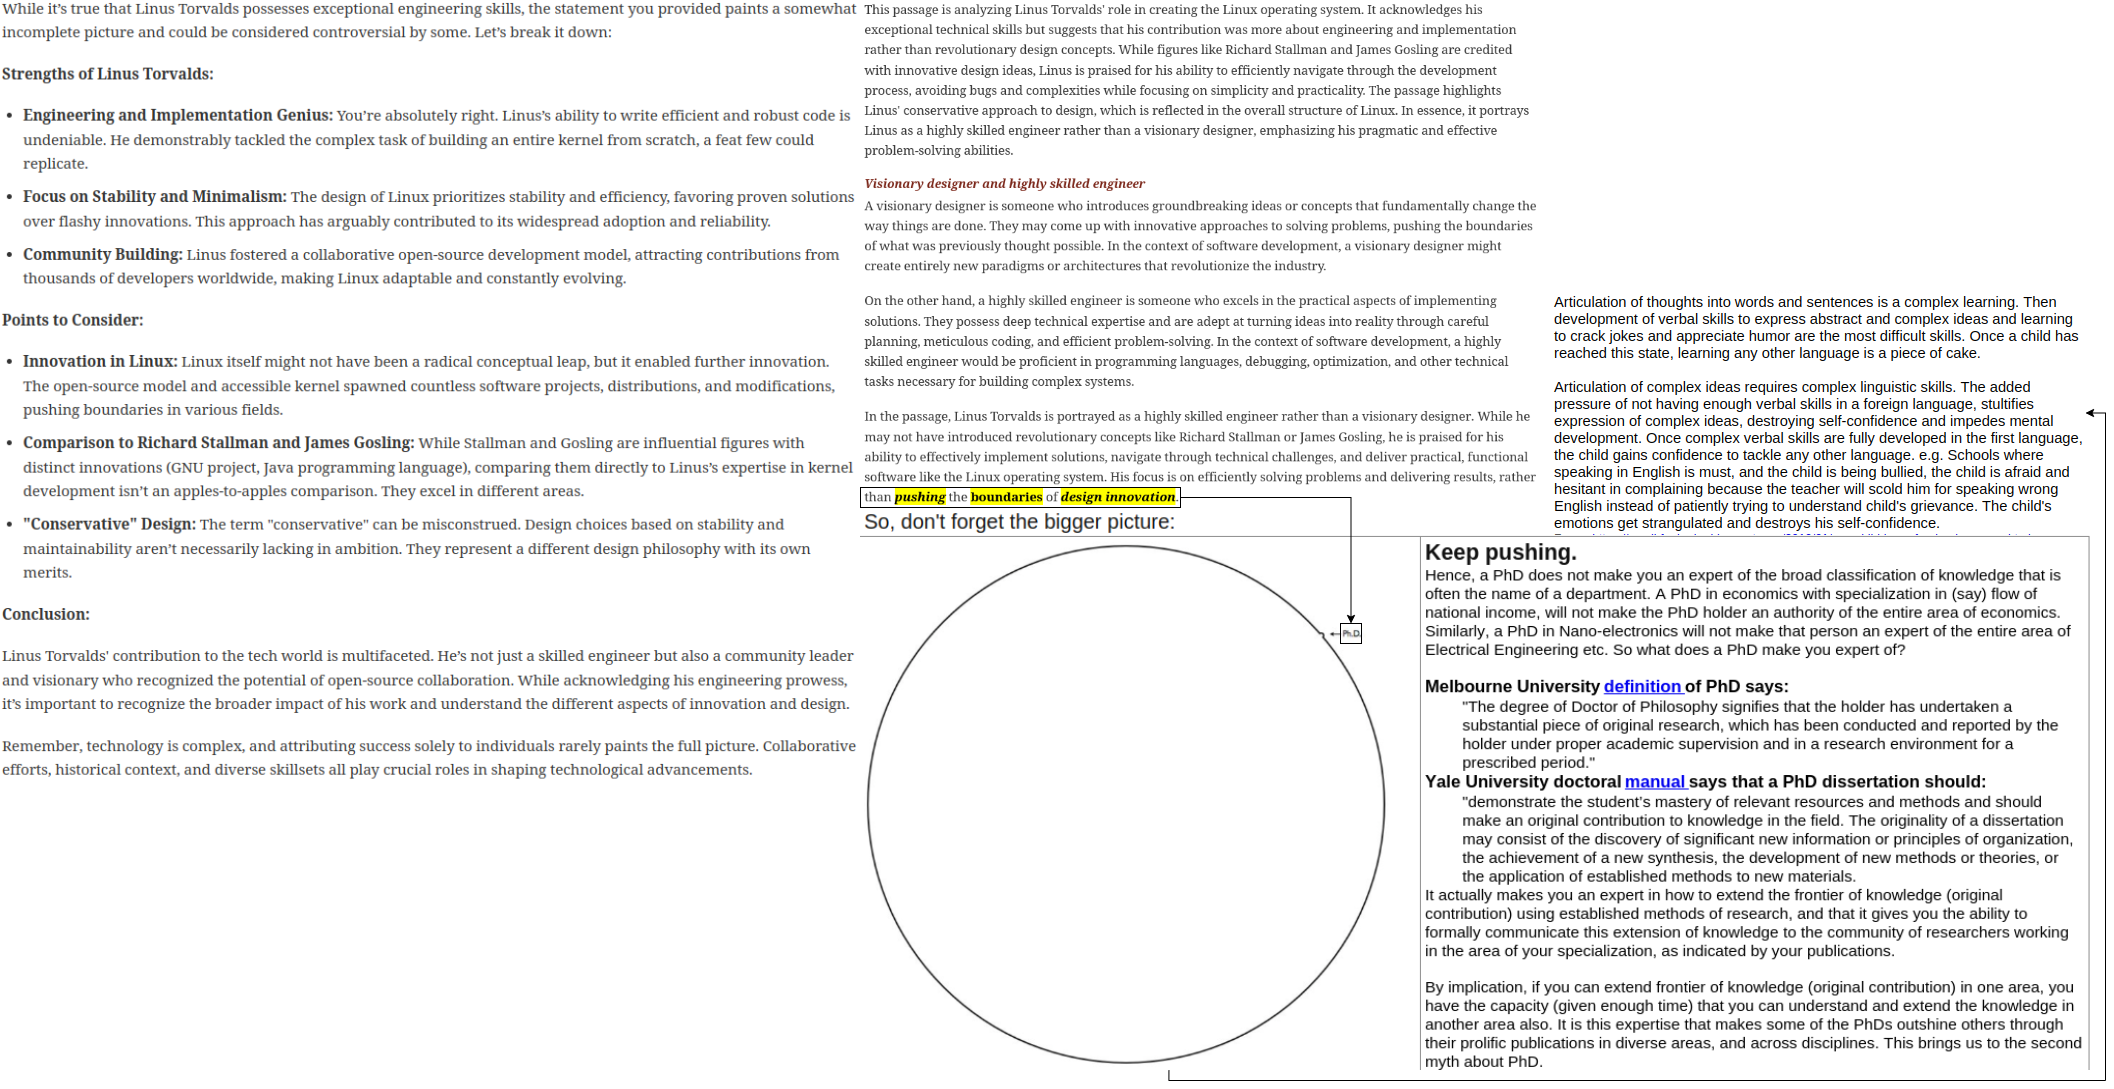 While it's true that Linus Torvalds possesses exceptional engineering skills, the statement you provided paints a somewhat
incomplete picture and could be considered controversial by some. Let's break it down:
Strengths of Linus Torvalds:
• Engineering and Implementation Genius: You're absolutely right. Linus's ability to write efficient and robust code is
undeniable. He demonstrably tackled the complex task of building an entire kernel from scratch, a feat few could
replicate.
• Focus on Stability and Minimalism: The design of Linux prioritizes stability and efficiency, favoring proven solutions
over flashy innovations. This approach has arguably contributed to its widespread adoption and reliability.
• Community Building: Linus fostered a collaborative open-source development model, attracting contributions from
thousands of developers worldwide, making Linux adaptable and constantly evolving.
Points to Consider:
• Innovation in Linux: Linux itself might not have been a radical conceptual leap, but it enabled further innovation.
The open-source model and accessible kernel spawned countless software projects, distributions, and modifications,
pushing boundaries in various fields.
• Comparison to Richard Stallman and James Gosling: While Stallman and Gosling are influential figures with
distinct innovations (GNU project, Java programming language), comparing them directly to Linus's expertise in kernel
development isn't an apples-to-apples comparison. They excel in different areas.
• "Conservative" Design: The term "conservative" can be misconstrued. Design choices based on stability and
maintainability aren't necessarily lacking in ambition. They represent a different design philosophy with its own
merits.
Conclusion:
Linus Torvalds' contribution to the tech world is multifaceted. He's not just a skilled engineer but also a community leader
and visionary who recognized the potential of open-source collaboration. While acknowledging his engineering prowess,
it's important to recognize the broader impact of his work and understand the different aspects of innovation and design.
Remember, technology is complex, and attributing success solely to individuals rarely paints the full picture. Collaborative
efforts, historical context, and diverse skillsets all play crucial roles in shaping technological advancements.
This passage is analyzing Linus Torvalds' role in creating the Linux operating system. It acknowledges his
exceptional technical skills but suggests that his contribution was more about engineering and implementation
rather than revolutionary design concepts. While figures like Richard Stallman and James Gosling are credited
with innovative design ideas, Linus is praised for his ability to efficiently navigate through the development
process, avoiding bugs and complexities while focusing on simplicity and practicality. The passage highlights
Linus' conservative approach to design, which is reflected in the overall structure of Linux. In essence, it portrays
Linus as a highly skilled engineer rather than a visionary designer, emphasizing his pragmatic and effective
problem-solving abilities.
Visionary designer and highly skilled engineer
A visionary designer is someone who introduces groundbreaking ideas or concepts that fundamentally change the
way things are done. They may come up with innovative approaches to solving problems, pushing the boundaries
of what was previously thought possible. In the context of software development, a visionary designer might
create entirely new paradigms or architectures that revolutionize the industry.
On the other hand, a highly skilled engineer is someone who excels in the practical aspects of implementing
solutions. They possess deep technical expertise and are adept at turning ideas into reality through careful
planning, meticulous coding, and efficient problem-solving. In the context of software development, a highly
skilled engineer would be proficient in programming languages, debugging, optimization, and other technical
tasks necessary for building complex systems.
In the passage, Linus Torvalds is portrayed as a highly skilled engineer rather than a visionary designer. While he
may not have introduced revolutionary concepts like Richard Stallman or James Gosling, he is praised for his
ability to effectively implement solutions, navigate through technical challenges, and deliver practical, functional
software like the Linux operating system. His focus is on efficiently solving problems and delivering results, rather
than pushing the boundaries of design innovation.
So, don't forget the bigger picture:
Ph.D.
Articulation of thoughts into words and sentences is a complex learning. Then
development of verbal skills to express abstract and complex ideas and learning
to crack jokes and appreciate humor are the most difficult skills. Once a child has
reached this state, learning any other language is a piece of cake.
Articulation of complex ideas requires complex linguistic skills. The added
pressure of not having enough verbal skills in a foreign language, stultifies
expression of complex ideas, destroying self-confidence and impedes mental
development. Once complex verbal skills are fully developed in the first language,
the child gains confidence to tackle any other language. e.g. Schools where
speaking in English is must, and the child is being bullied, the child is afraid and
hesitant in complaining because the teacher will scold him for speaking wrong
English instead of patiently trying to understand child's grievance. The child's
emotions get strangulated and destroys his self-confidence.
Keep pushing.
Hence, a PhD does not make you an expert of the broad classification of knowledge that is
often the name of a department. A PhD in economics with specialization in (say) flow of
national income, will not make the PhD holder an authority of the entire area of economics.
Similarly, a PhD in Nano-electronics will not make that person an expert of the entire area of
Electrical Engineering etc. So what does a PhD make you expert of?
Melbourne University definition of PhD says:
"The degree of Doctor of Philosophy signifies that the holder has undertaken a
substantial piece of original research, which has been conducted and reported by the
holder under proper academic supervision and in a research environment for a
prescribed period."
Yale University doctoral manual says that a PhD dissertation should:
"demonstrate the student's mastery of relevant resources and methods and should
make an original contribution to knowledge in the field. The originality of a dissertation
may consist of the discovery of significant new information or principles of organization,
the achievement of a new synthesis, the development of new methods or theories, or
the application of established methods to new materials.
It actually makes you an expert in how to extend the frontier of knowledge (original
contribution) using established methods of research, and that it gives you the ability to
formally communicate this extension of knowledge to the community of researchers working
in the area of your specialization, as indicated by your publications.
By implication, if you can extend frontier of knowledge (original contribution) in one area, you
have the capacity (given enough time) that you can understand and extend the knowledge in
another area also. It is this expertise that makes some of the PhDs outshine others through
their prolific publications in diverse areas, and across disciplines. This brings us to the second
myth about PhD.